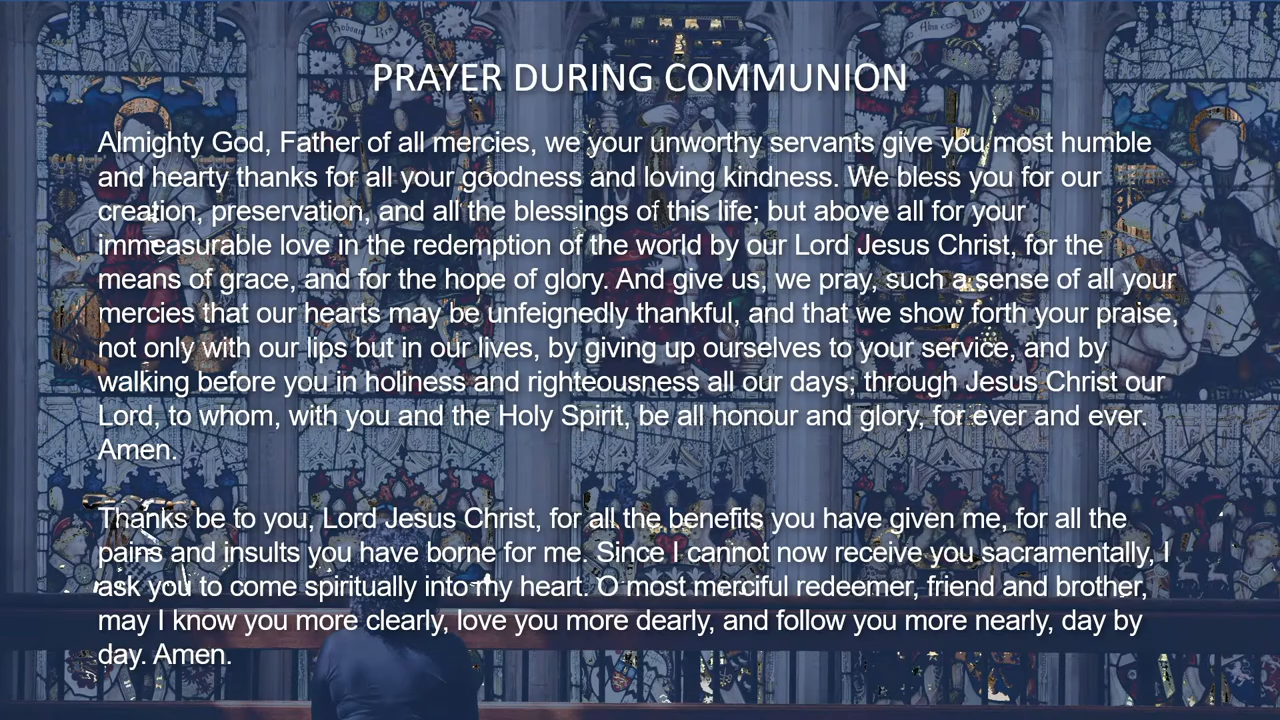 PRAYER DURING COMMUNION
Almighty God, Father of all mercies, we your unworthy servants give you most humble
and hearty thanks for all your goodness and loving kindness. We bless you for our
creation, preservation, and all the blessings of this life; but above all for your
immeasurable love in the redemption of the world by our Lord Jesus Christ, for the
means of grace, and for the hope of glory. And give us, we pray, such a sense of all your
mercies that our hearts may be unfeignedly thankful, and that we show forth your praise,
not only with our lips but in our lives, by giving up ourselves to your service, and by
walking before you in holiness and righteousness all our days; through Jesus Christ our
Lord, to whom, with you and the Holy Spirit, be all honour and glory, for ever and ever.
Amen.
Thanks be to you, Lord Jesus Christ, for all the benefits you have given me, for all the
pains and insults you have borne for me. Since I cannot now receive you sacramentally, I
ask you to come spiritually into my heart. O most merciful redeemer, friend and brother,
may I know you more clearly, love you more dearly, and follow you more nearly, day by
day. Amen.